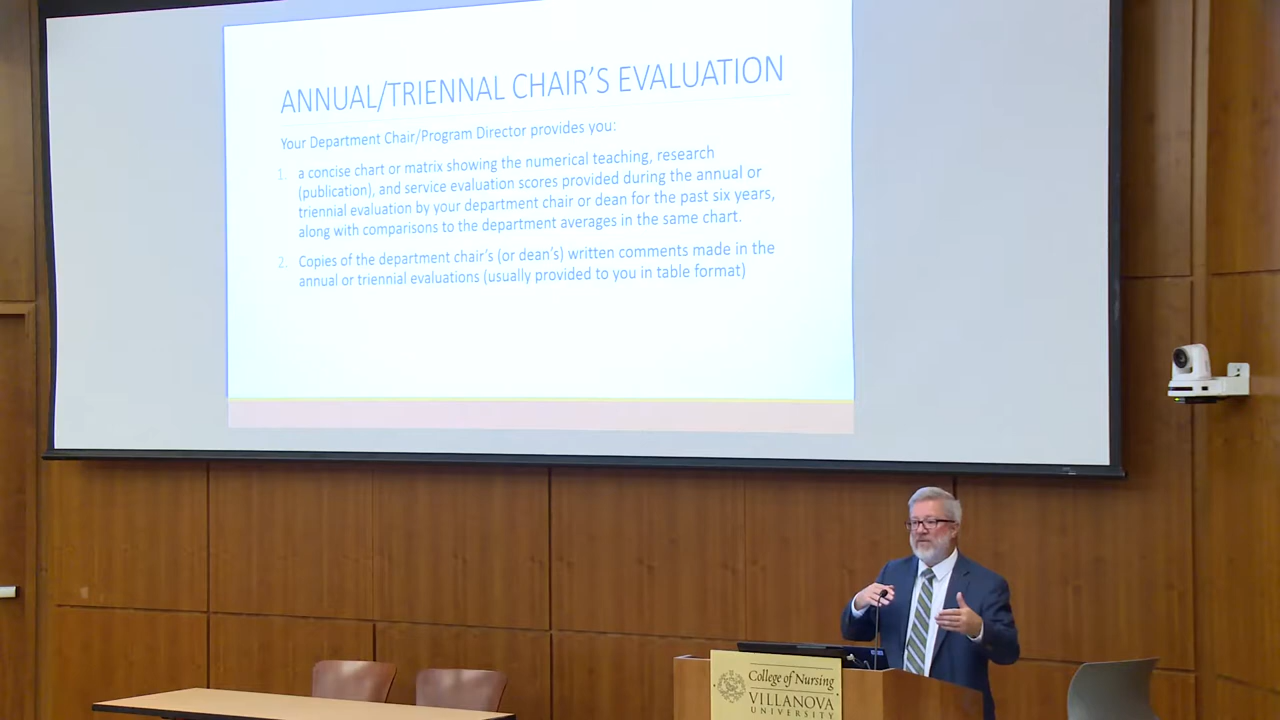 ANNUAL/TRIENNAL CHAIR'S EVALUATION
Your Department Chair/Program Director provides you:
1. a concise chart or matrix showing the numerical teaching, research
(publication), and service evaluation scores provided during the annual or
triennial evaluation by your department chair or dean for the past six years,
along with comparisons to the department averages in the same chart.
2. Copies of the department chair's (or dean's) written comments made in the
annual or triennial evaluations (usually provided to you in table format)
College of Nursing
VILLANOVA
UNIVERSITY